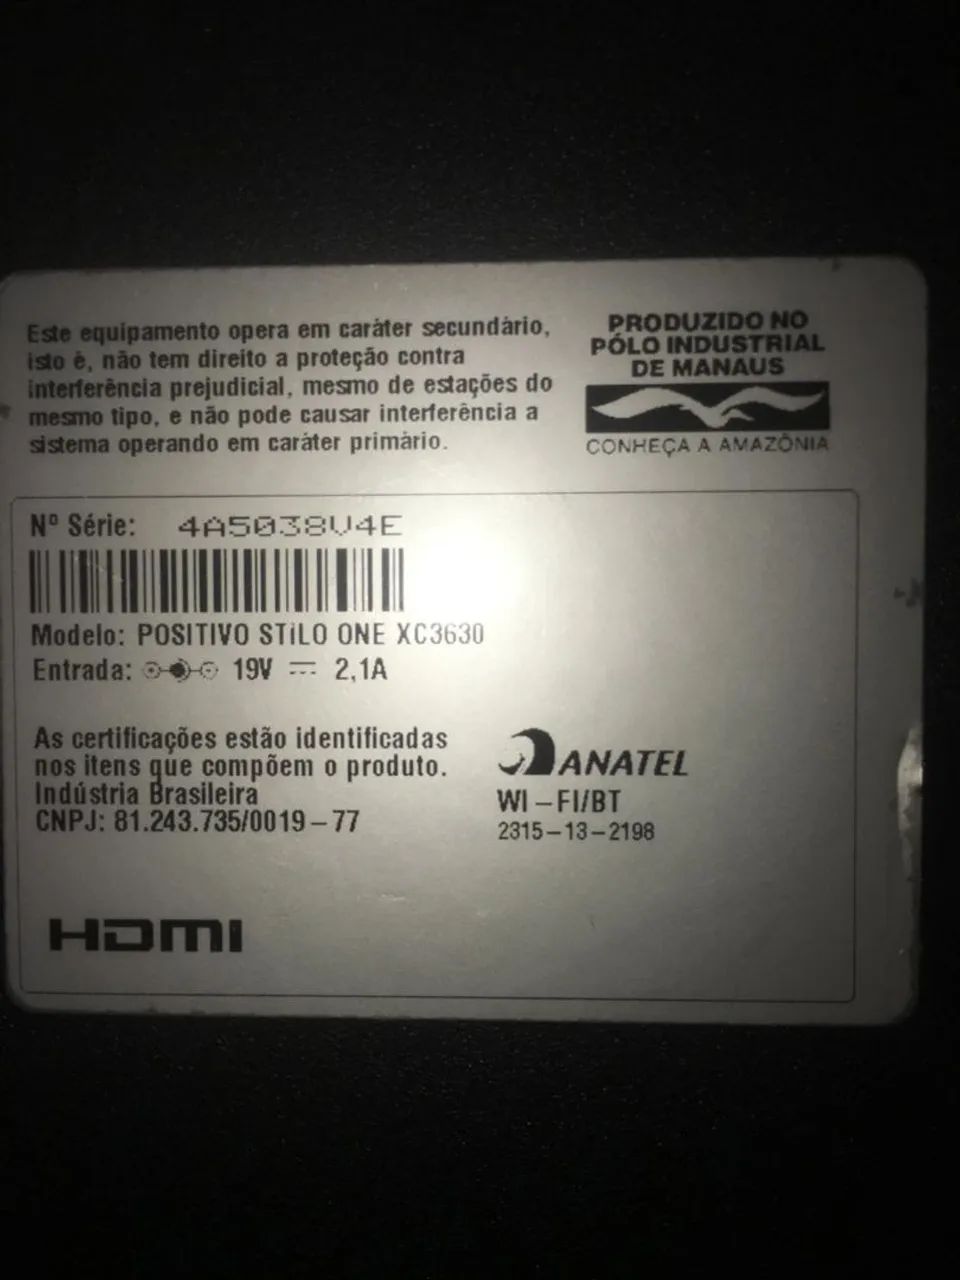 Este equipamento opera em caráter secundário,
isto é, não tem direito a proteção contra
interferência prejudicial, mesmo de estações do
mesmo tipo, e não pode causar interferência a
sistema operando em caráter primário.
PRODUZIDO NO
PÓLO INDUSTRIAL
DE MANAUS
CONHEÇA A AMAZÔNIA
Nº Série: 4A5038V4E
Modelo: POSITIVO STiLO ONE XC3630
Entrada: 19V 2,1A
As certificações estão identificadas
nos itens que compõem o produto.
Indústria Brasileira
CNPJ: 81.243.735/0019-77
ANATEL
WI-FI/BT
2315-13-2198
HDMI